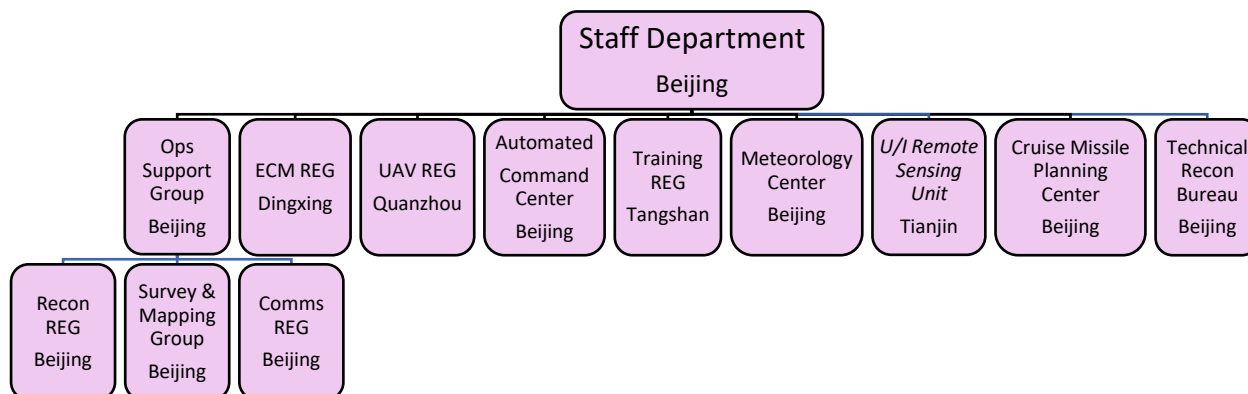 Staff Department
Beijing
Ops
Support
Group
Beijing
ECM REG
Dingxing
UAV REG
Quanzhou
Automated
Command
Center
Beijing
Training
REG
Tangshan
Meteorology
Center
Beijing
U/I Remote
Sensing
Unit
Tianjin
Cruise Missile
Planning
Center
Beijing
Technical
Recon
Bureau
Beijing
Recon
REG
Beijing
Survey &
Mapping
Group
Beijing
Comms
REG
Beijing